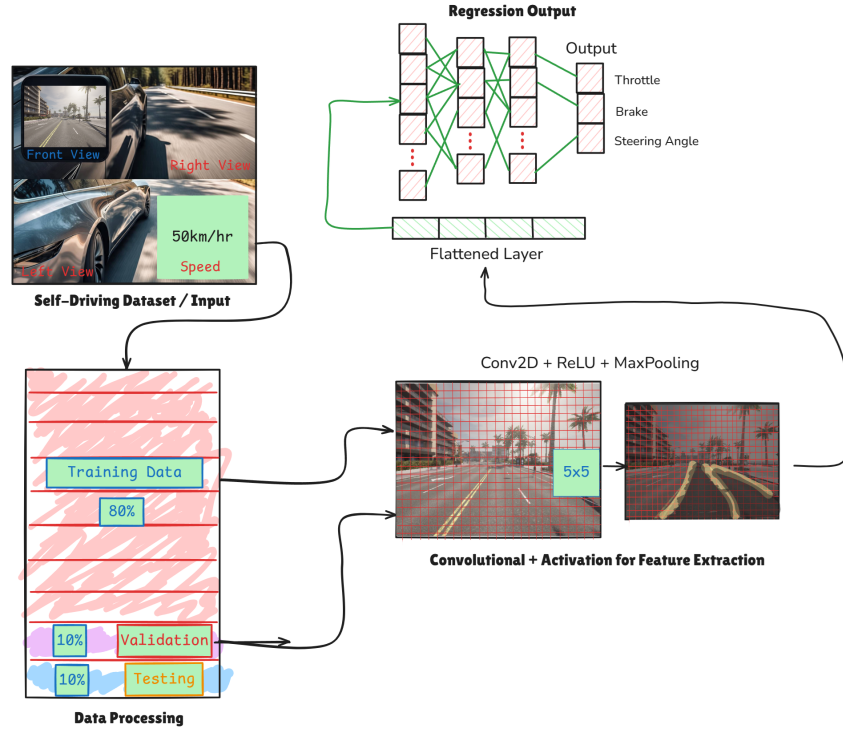 Regression Output
Output
Throttle
Brake
Steering Angle
Front View
Right View
50km/hr
Left View
Speed
Self-Driving Dataset / Input
Flattened Layer
Conv2D + ReLU + MaxPooling
Training Data
80%
5x5
Convolutional + Activation for Feature Extraction
10% Validation
10% Testing
Data Processing